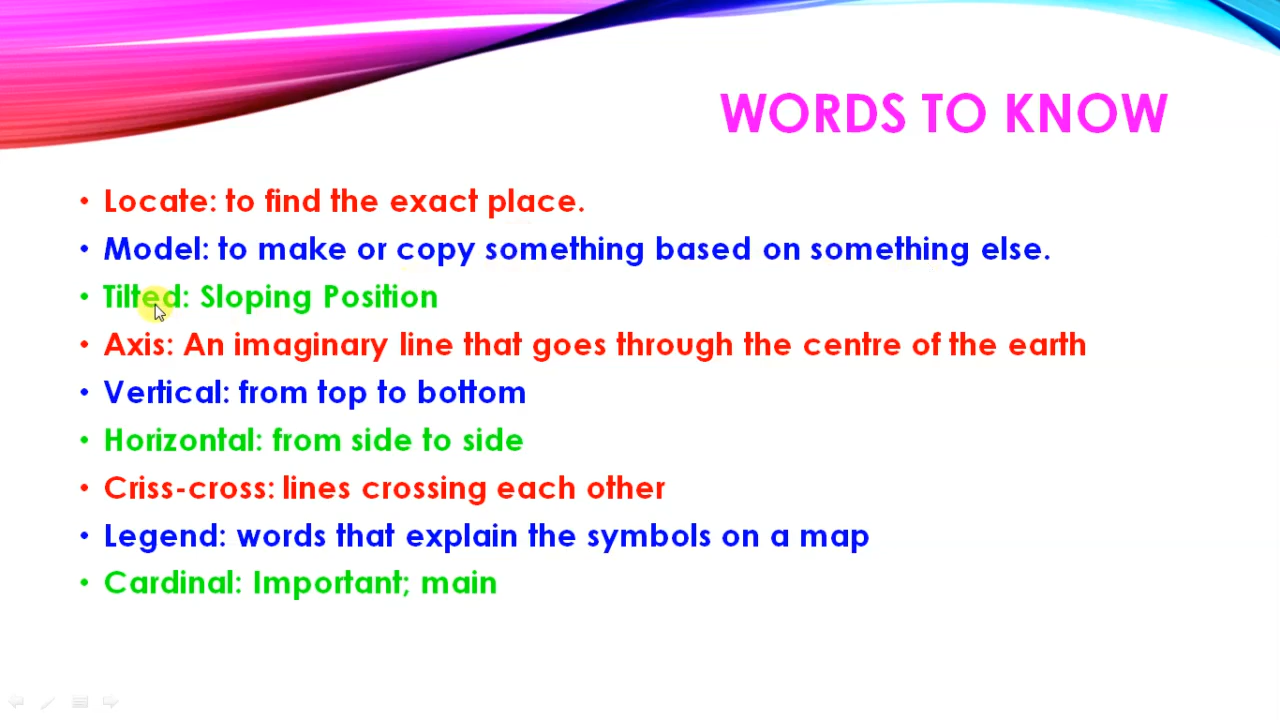 WORDS TO KNOW
• Locate: to find the exact place.
• Model: to make or copy something based on something else.
• Tilted: Sloping Position
• Axis: An imaginary line that goes through the centre of the earth
• Vertical: from top to bottom
• Horizontal: from side to side
• Criss-cross: lines crossing each other
• Legend: words that explain the symbols on a map
• Cardinal: Important; main